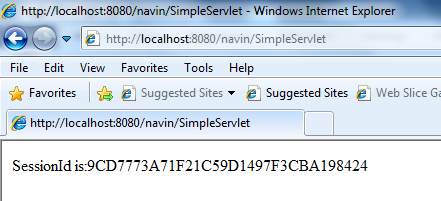 http://localhost:8080/navin/SimpleServlet - Windows Internet Explorer
http://localhost:8080/navin/SimpleServlet
File Edit View Favorites Tools Help
Favorites Suggested Sites Suggested Sites Web Slice Ga
http://localhost:8080/navin/SimpleServlet
SessionId is:9CD7773A71F21C59D1497F3CBA198424